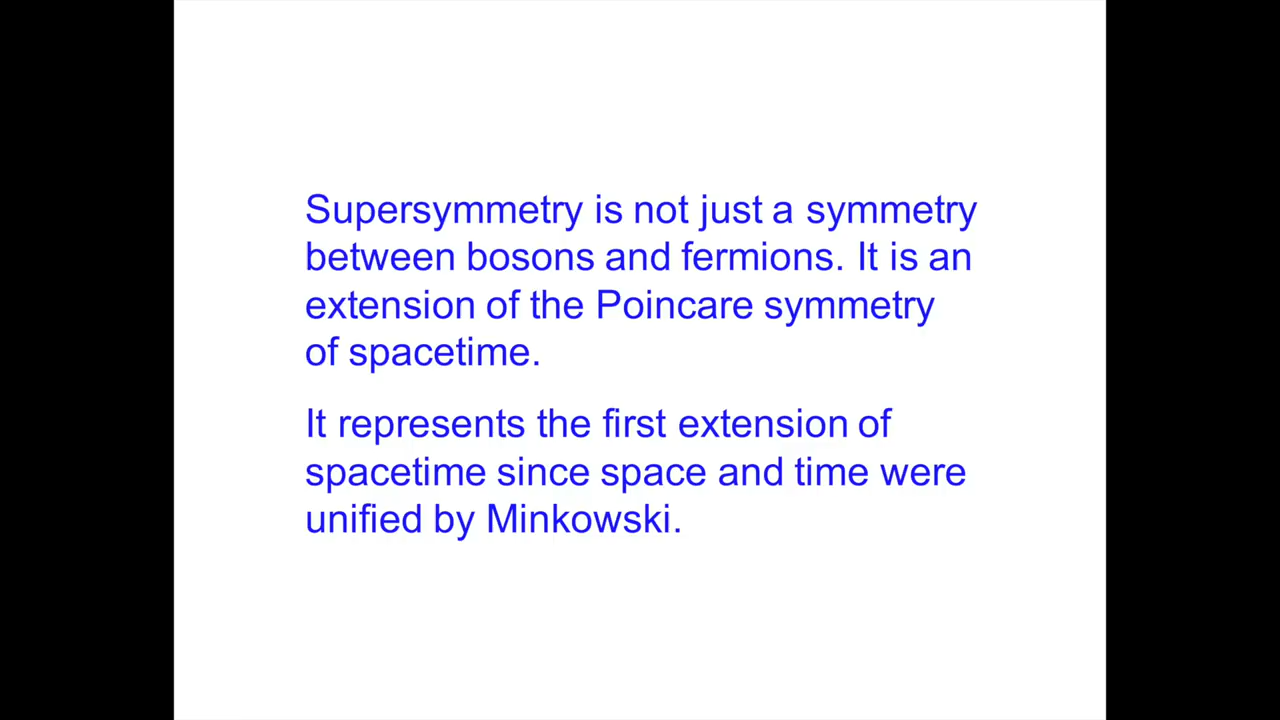 Supersymmetry is not just a symmetry
between bosons and fermions. It is an
extension of the Poincare symmetry
of spacetime.
It represents the first extension of
spacetime since space and time were
unified by Minkowski.